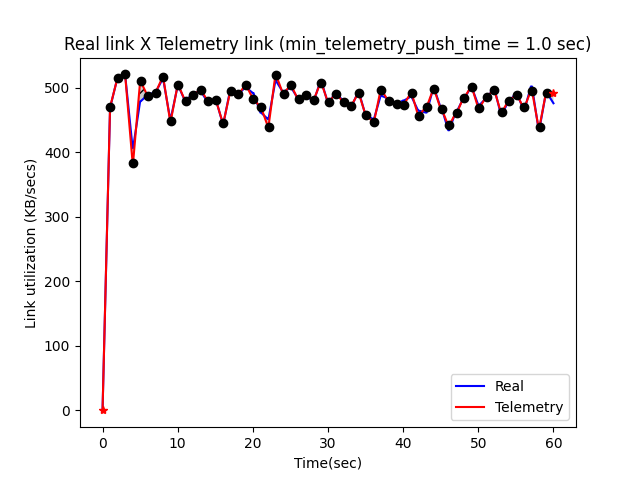 Real link X Telemetry link (min_telemetry_push_time = 1.0 sec)
Link utilization (KB/secs)
500
400
300
200
100
0
0 10 20 30 40 50 60
Time(sec)
Real
Telemetry